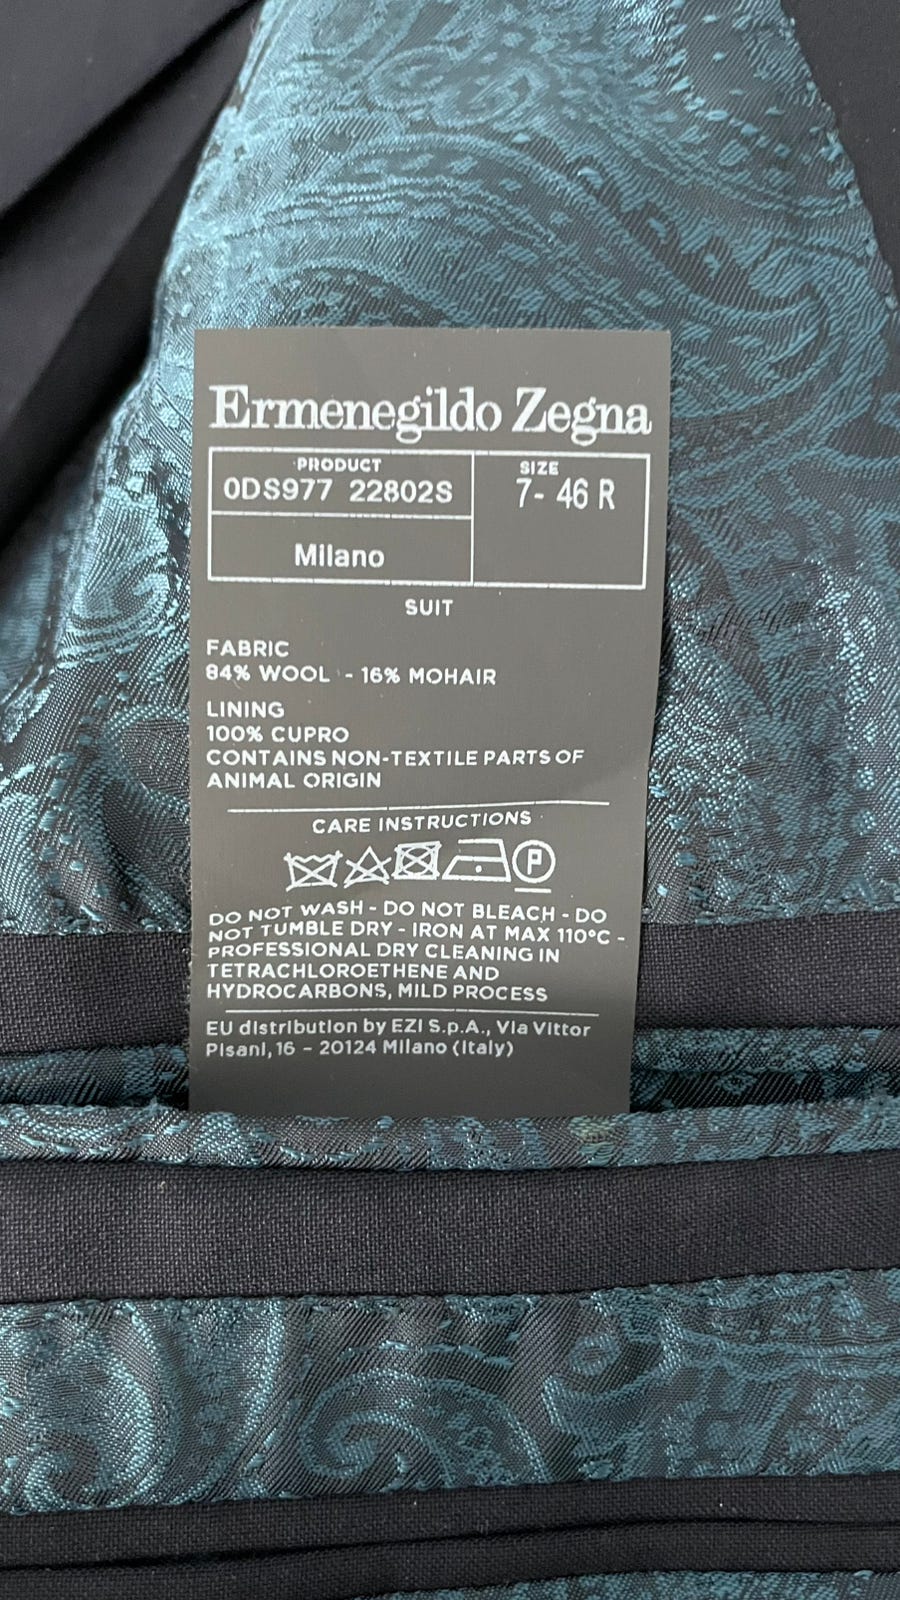 Ermenegildo Zegna
PRODUCT
0DS977 22802S
SIZE
7- 46 R
Milano
SUIT
FABRIC
84% WOOL - 16% MOHAIR
LINING
100% CUPRO
CONTAINS NON-TEXTILE PARTS OF
ANIMAL ORIGIN
CARE INSTRUCTIONS
P
DO NOT WASH - DO NOT BLEACH - DO
NOT TUMBLE DRY - IRON AT MAX 110°C -
PROFESSIONAL DRY CLEANING IN
TETRACHLOROETHENE AND
HYDROCARBONS, MILD PROCESS
EU distribution by EZI S.p.A., Via Vittor
Pisani, 16 - 20124 Milano (Italy)